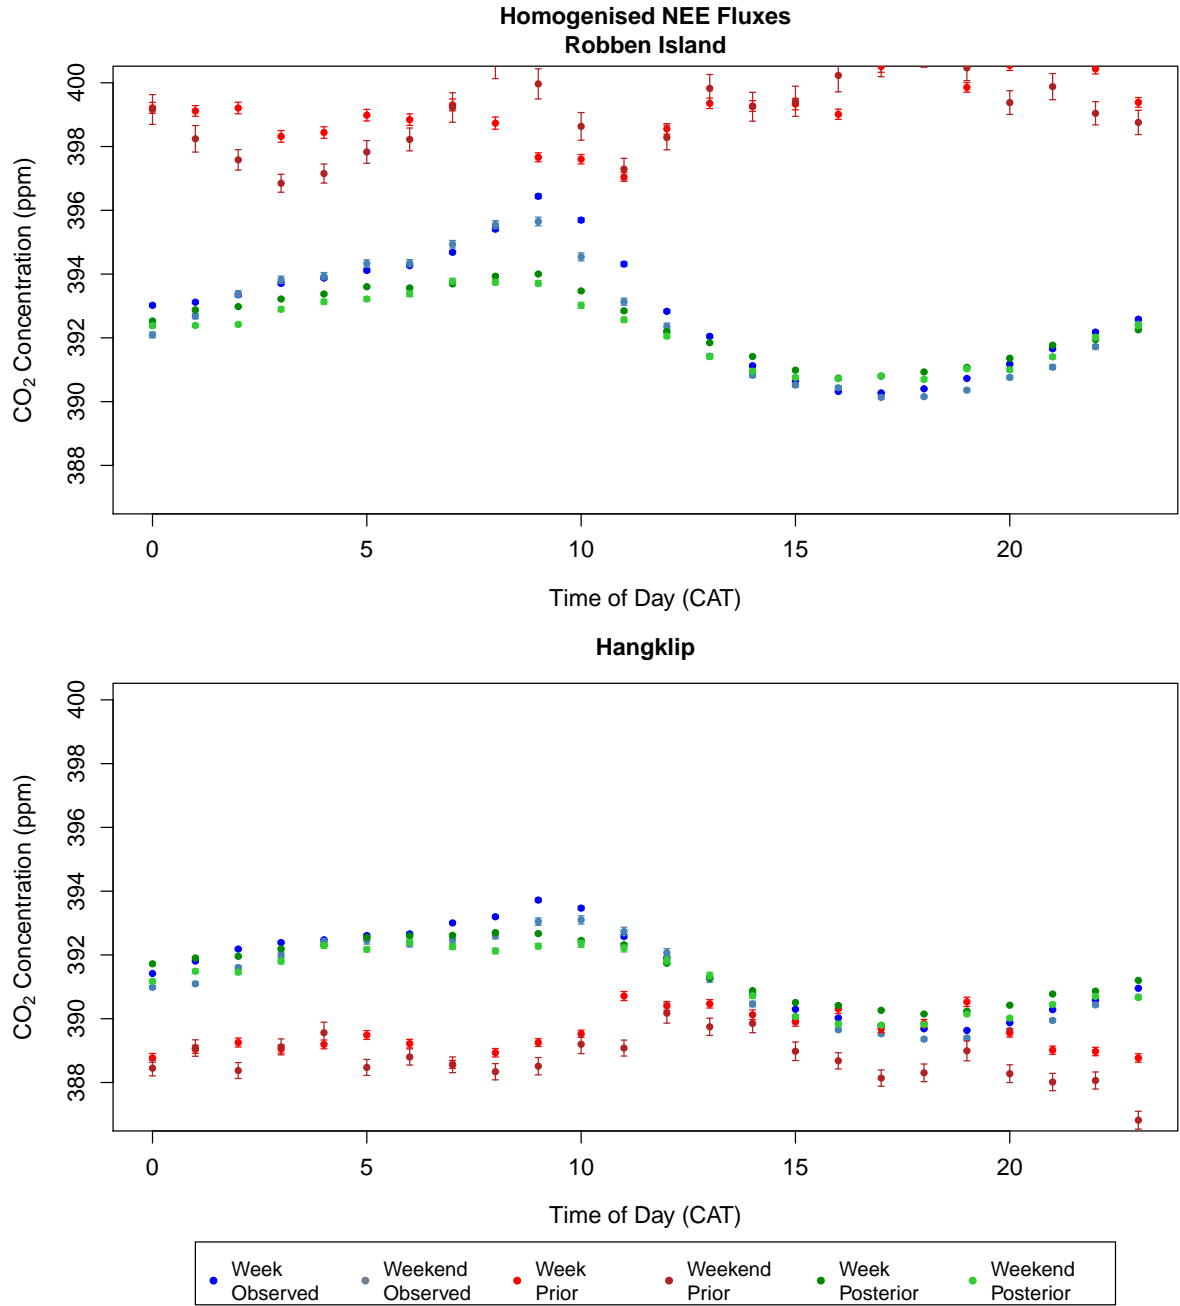 Homogenised NEE Fluxes
Robben Island
CO2 Concentration (ppm)
400
398
396
394
392
390
388
0 5 10 15 20
Time of Day (CAT)
Hangklip
CO2 Concentration (ppm)
400
398
396
394
392
390
388
0 5 10 15 20
Time of Day (CAT)
Week Weekend Week Weekend Week Weekend
Observed Observed Prior Prior Posterior Posterior